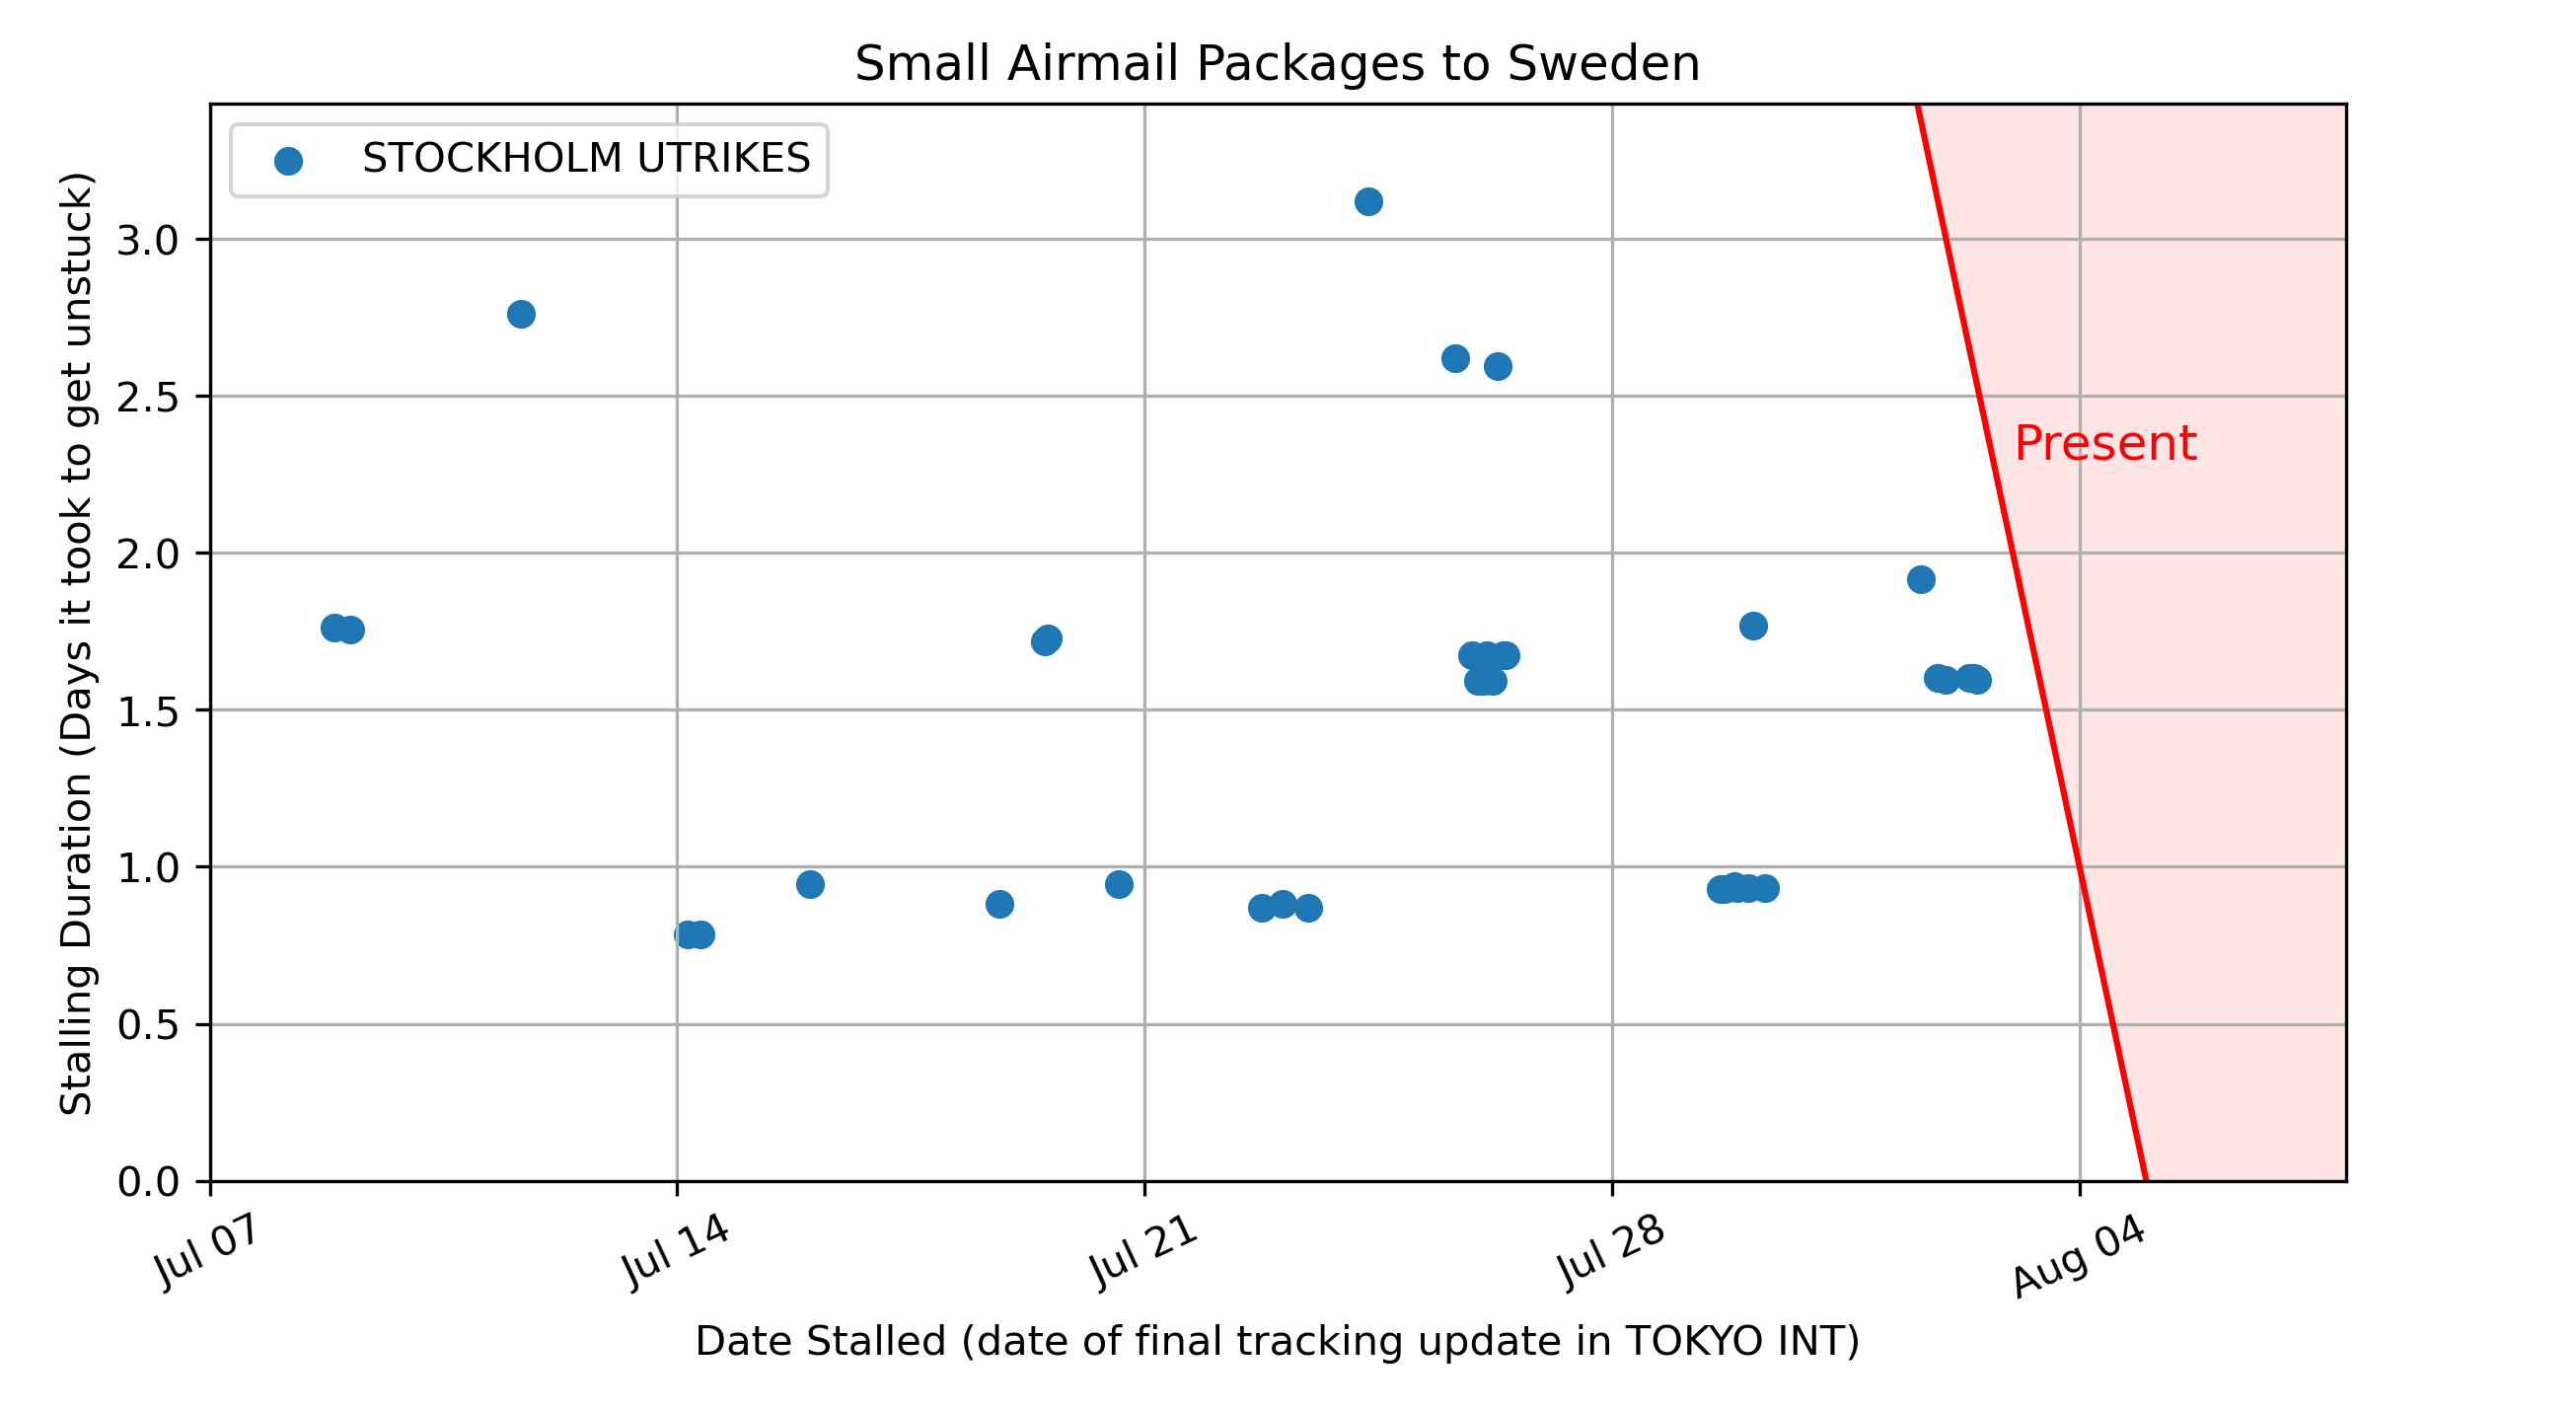 Small Airmail Packages to Sweden
STOCKHOLM UTRIKES
Stalling Duration (Days it took to get unstuck)
3.0
2.5
2.0
1.5
1.0
0.5
0.0
Present
Jul 07
Jul 14
Jul 21
Jul 28
Aug 04
Date Stalled (date of final tracking update in TOKYO INT)